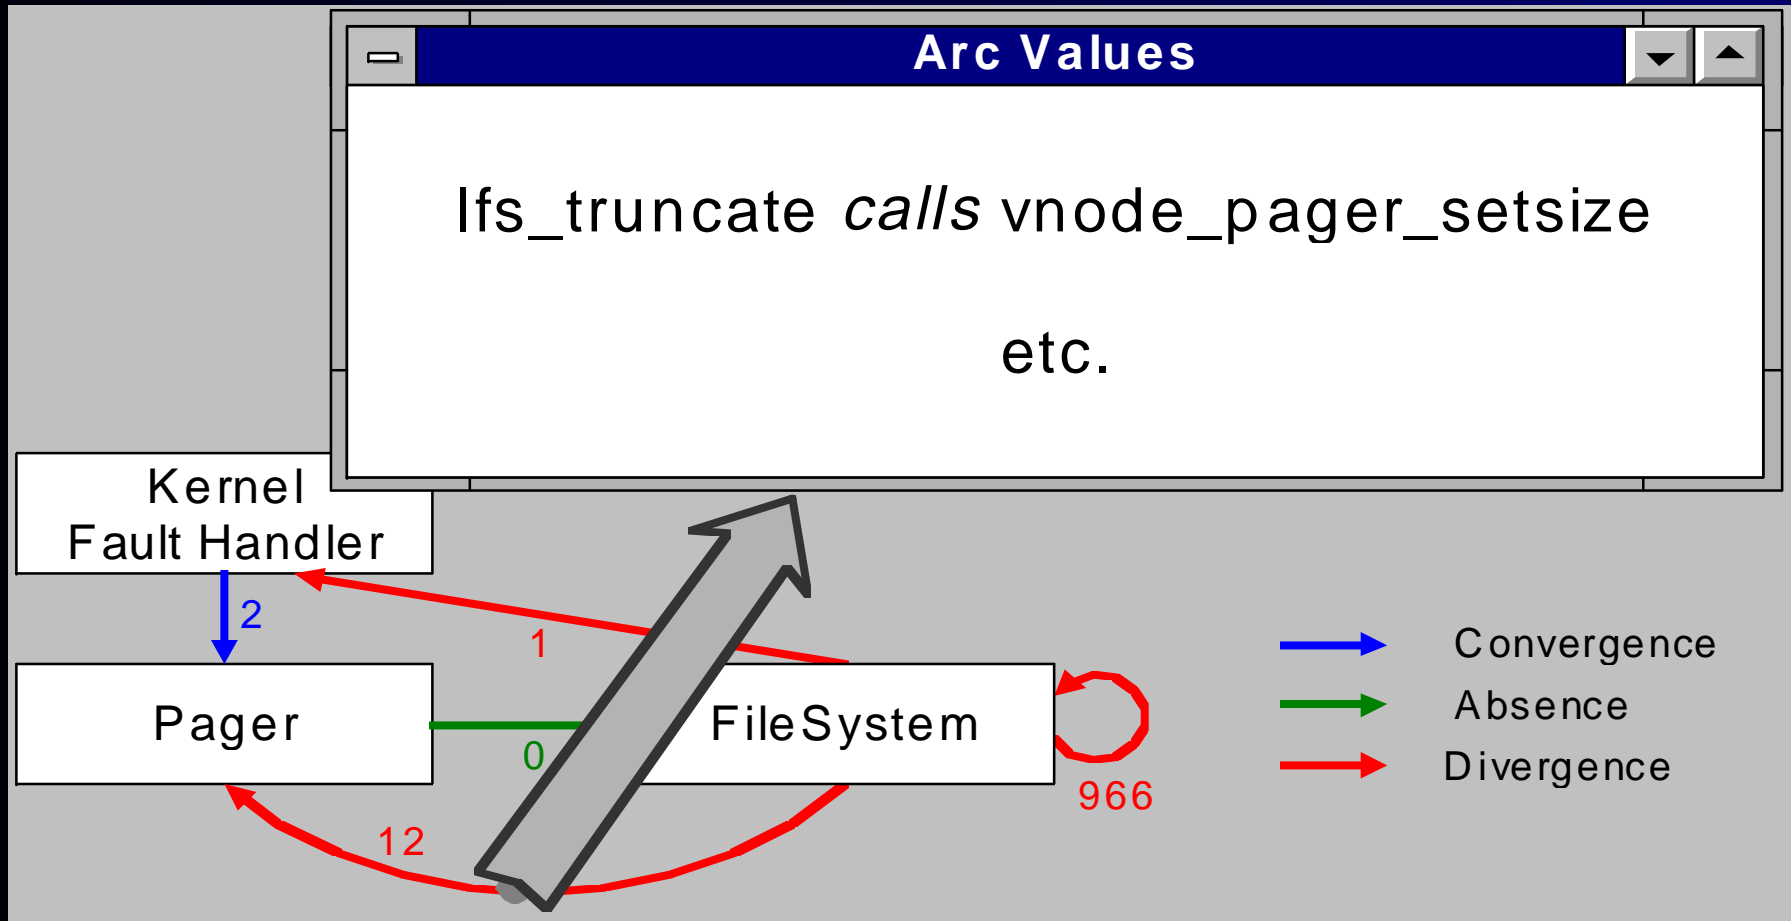 Arc Values
lfs_truncate calls vnode_pager_setsize
etc.
Kernel
Fault Handler
2
1
Pager
0
FileSystem
966
12
Convergence
Absence
Divergence